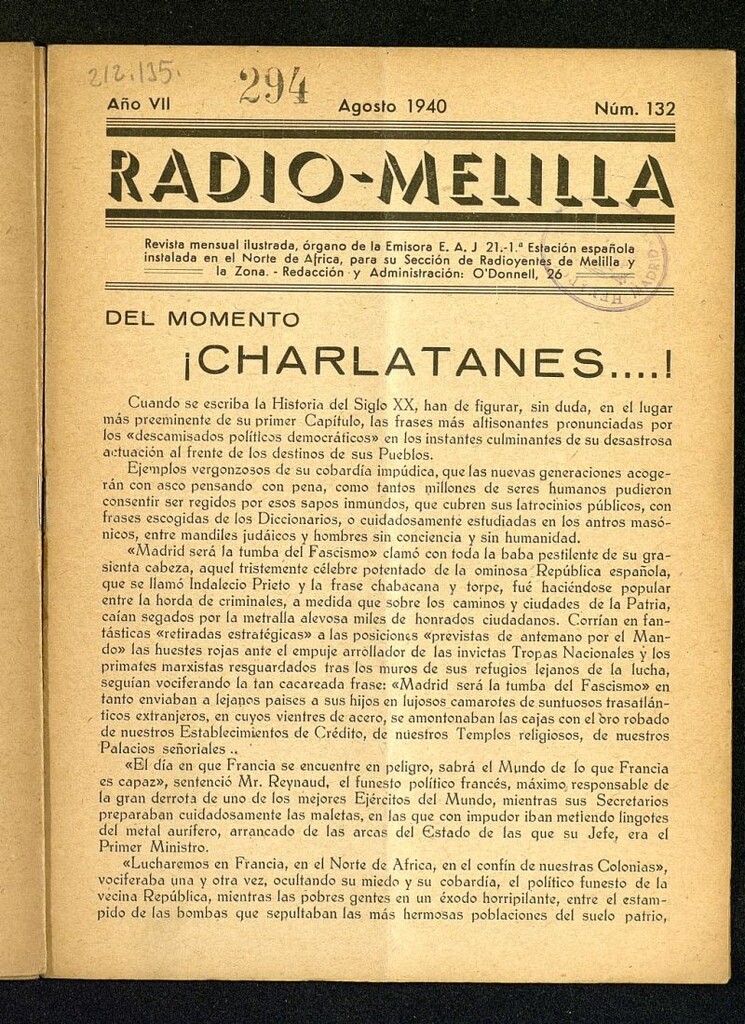 212.135.
294
Año VII Agosto 1940 Núm. 132
RADIO-MELILLA
Revista mensual ilustrada, órgano de la Emisora E. A. J 21.-1.ª Estación española
instalada en el Norte de Africa, para su Sección de Radioyentes de Melilla y
la Zona. - Redacción y Administración: O'Donnell, 26
MADRID
DEL MOMENTO
¡CHARLATANES....!
Cuando se escriba la Historia del Siglo XX, han de figurar, sin duda, en el lugar
más preeminente de su primer Capítulo, las frases más altisonantes pronunciadas por
los «descamisados políticos democráticos» en los instantes culminantes de su desastrosa
actuación al frente de los destinos de sus Pueblos.
Ejemplos vergonzosos de su cobardía impúdica, que las nuevas generaciones acoge-
rán con asco pensando con pena, como tantos millones de seres humanos pudieron
consentir ser regidos por esos sapos inmundos, que cubren sus latrocinios públicos, con
frases escogidas de los Diccionarios, o cuidadosamente estudiadas en los antros masó-
nicos, entre mandiles judáicos y hombres sin conciencia y sin humanidad.
«Madrid será la tumba del Fascismo» clamó con toda la baba pestilente de su gra-
sienta cabeza, aquel tristemente célebre potentado de la ominosa República española,
que se llamó Indalecio Prieto y la frase chabacana y torpe, fué haciéndose popular
entre la horda de criminales, a medida que sobre los caminos y ciudades de la Patria,
caían segados por la metralla alevosa miles de honrados ciudadanos. Corrían en fan-
tásticas «retiradas estratégicas» a las posiciones «previstas de antemano por el Man-
do» las huestes rojas ante el empuje arrollador de las invictas Tropas Nacionales y los
primates marxistas resguardados tras los muros de sus refugios lejanos de la lucha,
seguían vociferando la tan cacareada frase: «Madrid será la tumba del Fascismo» en
tanto enviaban a lejanos paises a sus hijos en lujosos camarotes de suntuosos trasatlán-
ticos extranjeros, en cuyos vientres de acero, se amontonaban las cajas con el oro robado
de nuestros Establecimientos de Crédito, de nuestros Templos religiosos, de nuestros
Palacios señoriales ..
«El día en que Francia se encuentre en peligro, sabrá el Mundo de lo que Francia
es capaz», sentenció Mr. Reynaud, el funesto político francés, máximo responsable de
la gran derrota de uno de los mejores Ejércitos del Mundo, mientras sus Secretarios
preparaban cuidadosamente las maletas, en las que con impudor iban metiendo lingotes
del metal aurífero, arrancado de las arcas del Estado de las que su Jefe, era el
Primer Ministro.
«Lucharemos en Francia, en el Norte de Africa, en el confín de nuestras Colonias»,
vociferaba una y otra vez, ocultando su miedo y su cobardía, el político funesto de la
vecina República, mientras las pobres gentes en un éxodo horripilante, entre el estam-
pido de las bombas que sepultaban las más hermosas poblaciones del suelo patrio,